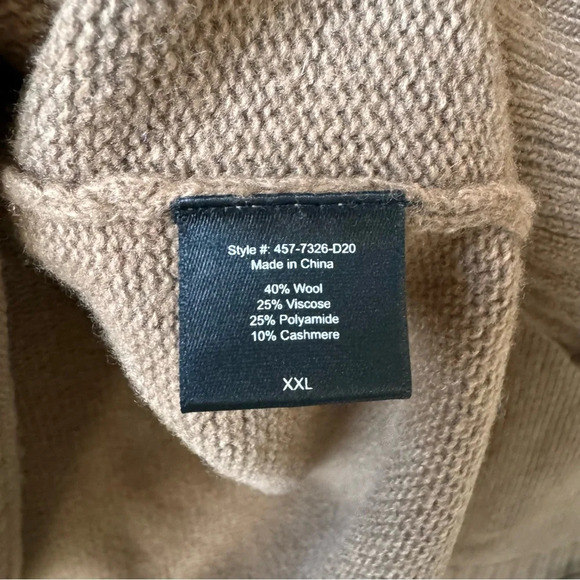 Style #: 457-7326-D20
Made in China
40% Wool
25% Viscose
25% Polyamide
10% Cashmere
XXL